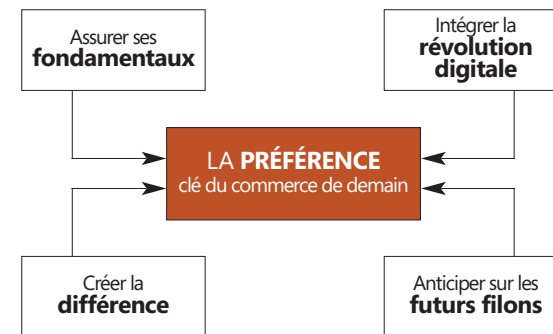 Assurer ses
fondamentaux
Intégrer la
révolution
digitale
LA PRÉFÉRENCE
clé du commerce de demain
Créer la
différence
Anticiper sur les
futurs filons